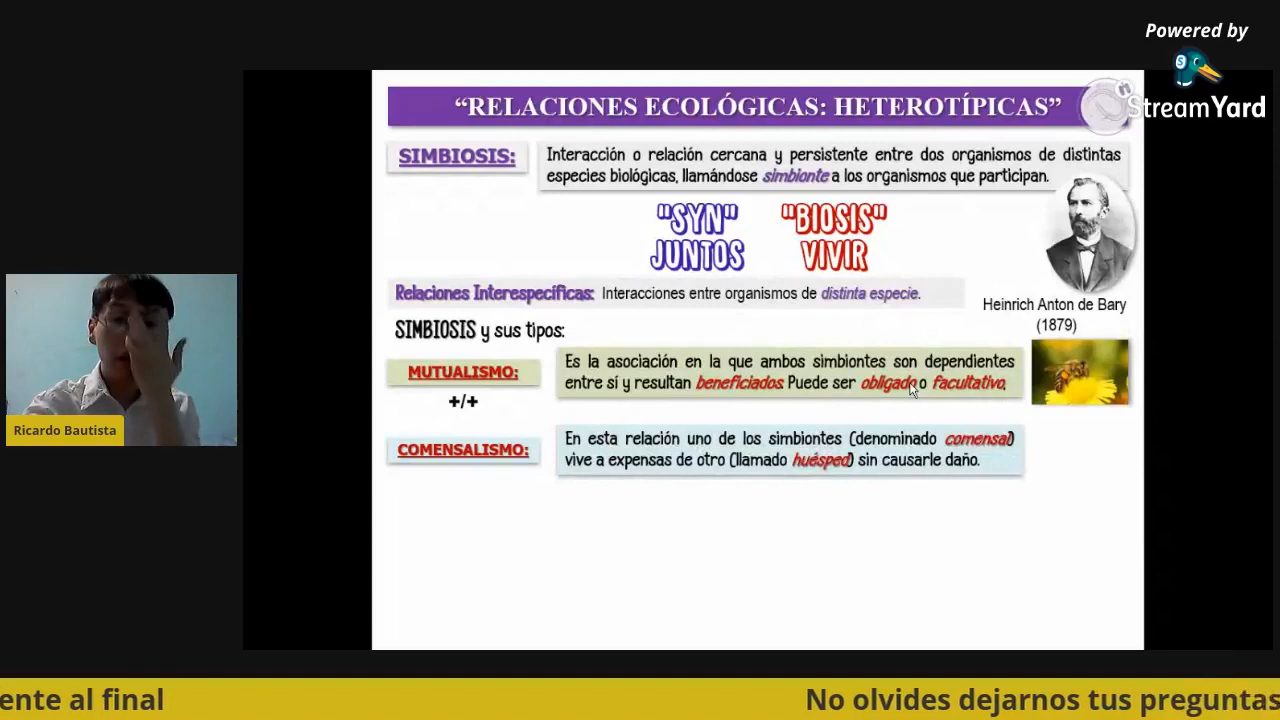 Powered by
StreamYard
“RELACIONES ECOLÓGICAS: HETEROTÍPICAS”
SIMBIOSIS:
Interacción o relación cercana y persistente entre dos organismos de distintas
especies biológicas, llamándose simbionte a los organismos que participan.
"SYN" "BIOSIS"
JUNTOS VIVIR
Relaciones Interespecíficas: Interacciones entre organismos de distinta especie.
Heinrich Anton de Bary
(1879)
SIMBIOSIS y sus tipos:
MUTUALISMO:
+/+
Es la asociación en la que ambos simbiontes son dependientes
entre sí y resultan beneficiados. Puede ser obligado o facultativo.
COMENSALISMO:
En esta relación uno de los simbiontes (denominado comensal)
vive a expensas de otro (llamado huésped) sin causarle daño.
Ricardo Bautista
ente al final No olvides dejarnos tus preguntas